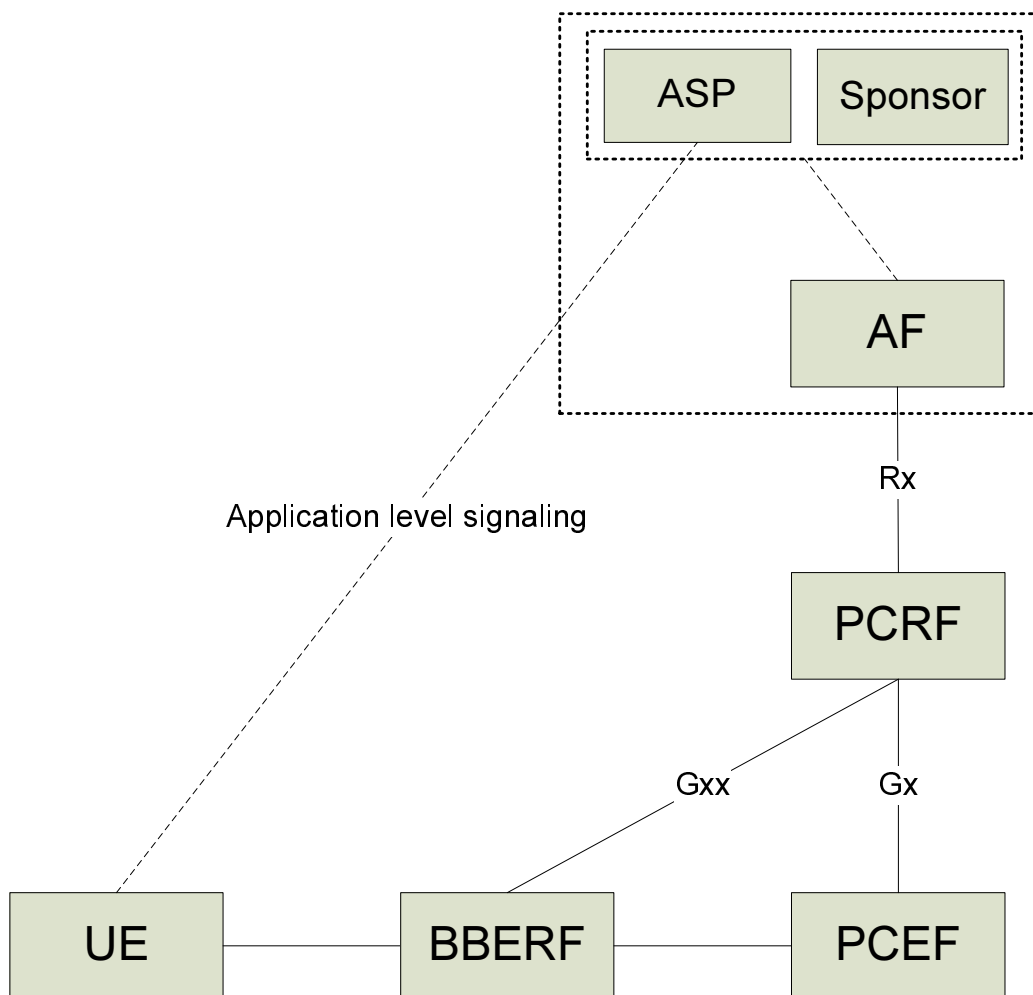 ASP
Sponsor
AF
Rx
Application level signaling
PCRF
Gxx
Gx
UE
BBERF
PCEF